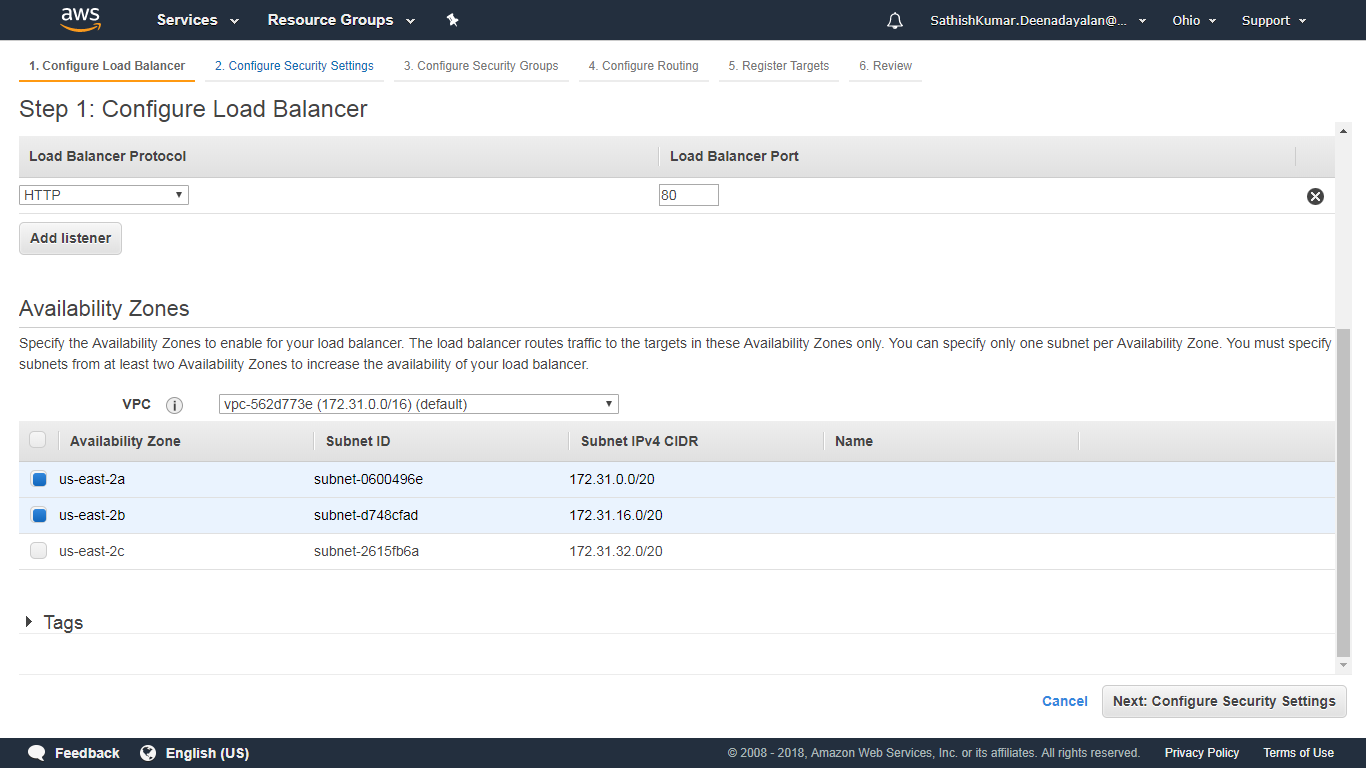 aws Services Resource Groups SathishKumar.Deenadayalan@... Ohio Support
1. Configure Load Balancer 2. Configure Security Settings 3. Configure Security Groups 4. Configure Routing 5. Register Targets 6. Review
Step 1: Configure Load Balancer
Load Balancer Protocol Load Balancer Port
HTTP 80
Add listener
Availability Zones
Specify the Availability Zones to enable for your load balancer. The load balancer routes traffic to the targets in these Availability Zones only. You can specify only one subnet per Availability Zone. You must specify
subnets from at least two Availability Zones to increase the availability of your load balancer.
VPC i vpc-562d773e (172.31.0.0/16) (default)
Availability Zone Subnet ID Subnet IPv4 CIDR Name
us-east-2a subnet-0600496e 172.31.0.0/20
us-east-2b subnet-d748cfad 172.31.16.0/20
us-east-2c subnet-2615fb6a 172.31.32.0/20
Tags
Cancel Next: Configure Security Settings
Feedback English (US) © 2008 - 2018, Amazon Web Services, Inc. or its affiliates. All rights reserved. Privacy Policy Terms of Use